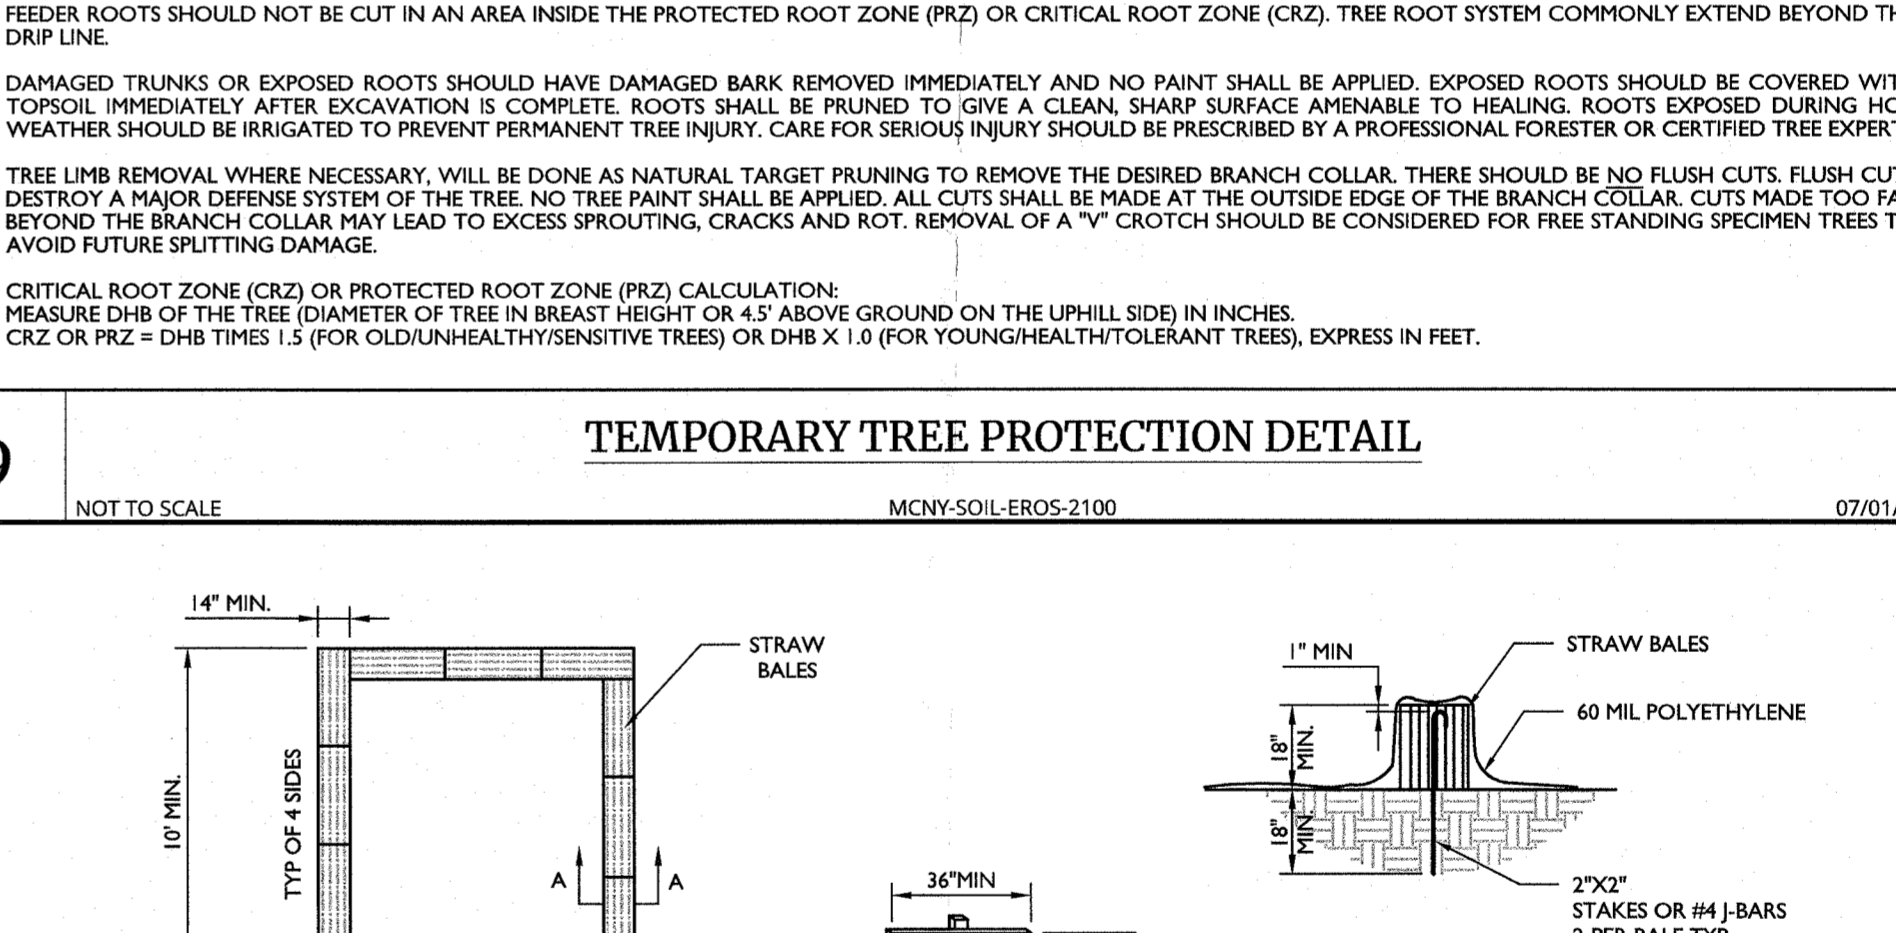 FEEDER ROOTS SHOULD NOT BE CUT IN AN AREA INSIDE THE PROTECTED ROOT ZONE (PRZ) OR CRITICAL ROOT ZONE (CRZ). TREE ROOT SYSTEM COMMONLY EXTEND BEYOND
DRIP LINE.
DAMAGED TRUNKS OR EXPOSED ROOTS SHOULD HAVE DAMAGED BARK REMOVED IMMEDIATELY AND NO PAINT SHALL BE APPLIED. EXPOSED ROOTS SHOULD BE COVERED
TOPSOIL IMMEDIATELY AFTER EXCAVATION IS COMPLETE. ROOTS SHALL BE PRUNED TO GIVE A CLEAN, SHARP SURFACE AMENABLE TO HEALING. ROOTS EXPOSED DURING
WEATHER SHOULD BE IRRIGATED TO PREVENT PERMANENT TREE INJURY. CARE FOR SERIOUS INJURY SHOULD BE PRESCRIBED BY A PROFESSIONAL FORESTER OR CERTIFIED TREE
TREE LIMB REMOVAL WHERE NECESSARY, WILL BE DONE AS NATURAL TARGET PRUNING TO REMOVE THE DESIRED BRANCH COLLAR. THERE SHOULD BE NO FLUSH CUTS. FLUSH
DESTROY A MAJOR DEFENSE SYSTEM OF THE TREE. NO TREE PAINT SHALL BE APPLIED. ALL CUTS SHALL BE MADE AT THE OUTSIDE EDGE OF THE BRANCH COLLAR. CUTS MADE TOO
BEYOND THE BRANCH COLLAR MAY LEAD TO EXCESS SPROUTING, CRACKS AND ROT. REMOVAL OF A "V" CROTCH SHOULD BE CONSIDERED FOR FREE STANDING SPECIMEN TREES
AVOID FUTURE SPLITTING DAMAGE.
CRITICAL ROOT ZONE (CRZ) OR PROTECTED ROOT ZONE (PRZ) CALCULATION:
MEASURE DHB OF THE TREE (DIAMETER OF TREE IN BREAST HEIGHT OR 4.5' ABOVE GROUND ON THE UPHILL SIDE) IN INCHES.
CRZ OR PRZ = DHB TIMES 1.5 (FOR OLD/UNHEALTHY/SENSITIVE TREES) OR DHB X 1.0 (FOR YOUNG/HEALTH/TOLERANT TREES), EXPRESS IN FEET.
TEMPORARY TREE PROTECTION DETAIL
NOT TO SCALE
MCNY-SOIL-EROS-2100
07/01/
14" MIN.
STRAW
BALES
10' MIN.
TYP OF 4 SIDES
A
A
36"MIN
1" MIN
STRAW BALES
60 MIL POLYETHYLENE
18"
MIN.
18"
MIN.
2"X2"
STAKES OR #4 J-BARS